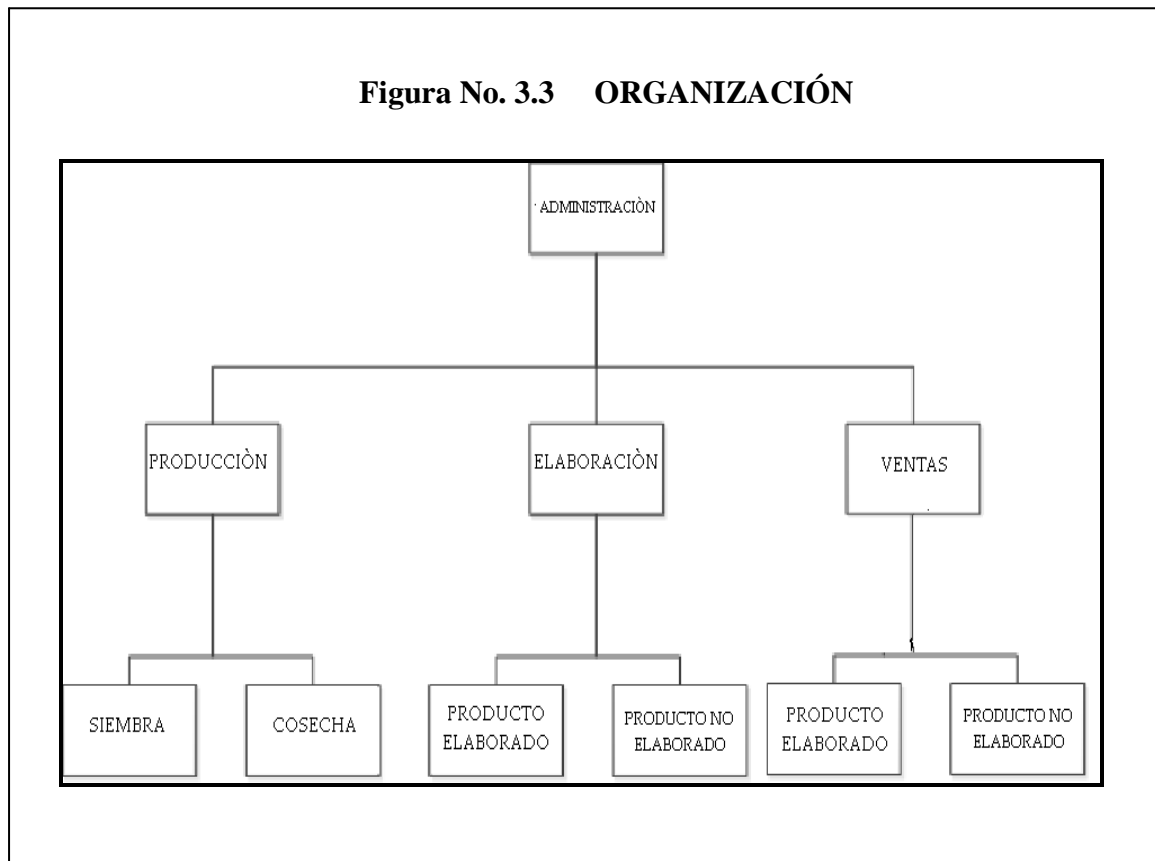 Figura No. 3.3 ORGANIZACIÓN
ADMINISTRACIÒN
PRODUCCIÒN
ELABORACIÒN
VENTAS
SIEMBRA
COSECHA
PRODUCTO
ELABORADO
PRODUCTO NO
ELABORADO
PRODUCTO
ELABORADO
PRODUCTO NO
ELABORADO